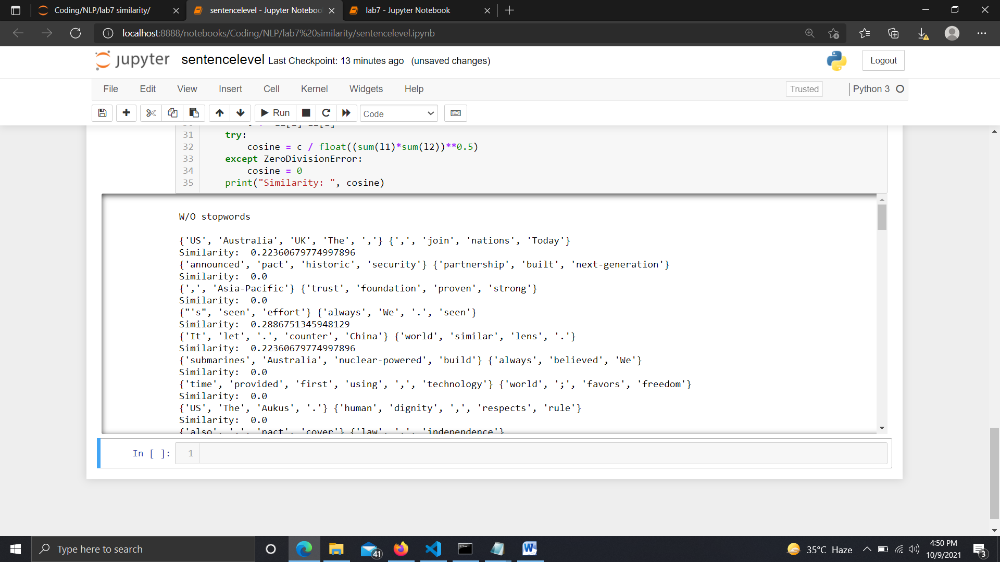 Coding/NLP/lab7 similarity/
sentencelevel - Jupyter Noteboo
lab7 - Jupyter Notebook
localhost:8888/notebooks/Coding/NLP/lab7%20similarity/sentencelevel.ipynb
jupyter sentencelevel Last Checkpoint: 13 minutes ago (unsaved changes)
Logout
File Edit View Insert Cell Kernel Widgets Help
Trusted
Python 3
Run
Code
31 try:
32 cosine = c / float((sum(l1)*sum(l2))**0.5)
33 except ZeroDivisionError:
34 cosine = 0
35 print("Similarity: ", cosine)
W/O stopwords
{'US', 'Australia', 'UK', 'The', ','} {',', 'join', 'nations', 'Today'}
Similarity:  0.22360679774997896
{'announced', 'pact', 'historic', 'security'} {'partnership', 'built', 'next-generation'}
Similarity:  0.0
{',', 'Asia-Pacific'} {'trust', 'foundation', 'proven', 'strong'}
Similarity:  0.0
{"'s", 'seen', 'effort'} {'always', 'We', '.', 'seen'}
Similarity:  0.2886751345948129
{'It', 'let', '.', 'counter', 'China'} {'world', 'similar', 'lens', '.'}
Similarity:  0.22360679774997896
{'submarines', 'Australia', 'nuclear-powered', 'build'} {'always', 'believed', 'We'}
Similarity:  0.0
{'time', 'provided', 'first', 'using', ',', 'technology'} {'world', ';', 'favors', 'freedom'}
Similarity:  0.0
{'US', 'The', 'Aukus', '.'} {'human', 'dignity', ',', 'respects', 'rule'}
Similarity:  0.0
{'also', '.', 'pact', 'cover'} {'law', '.', 'independence'}
In [ ]: 1
Type here to search
41
35°C Haze
4:50 PM
10/9/2021
3